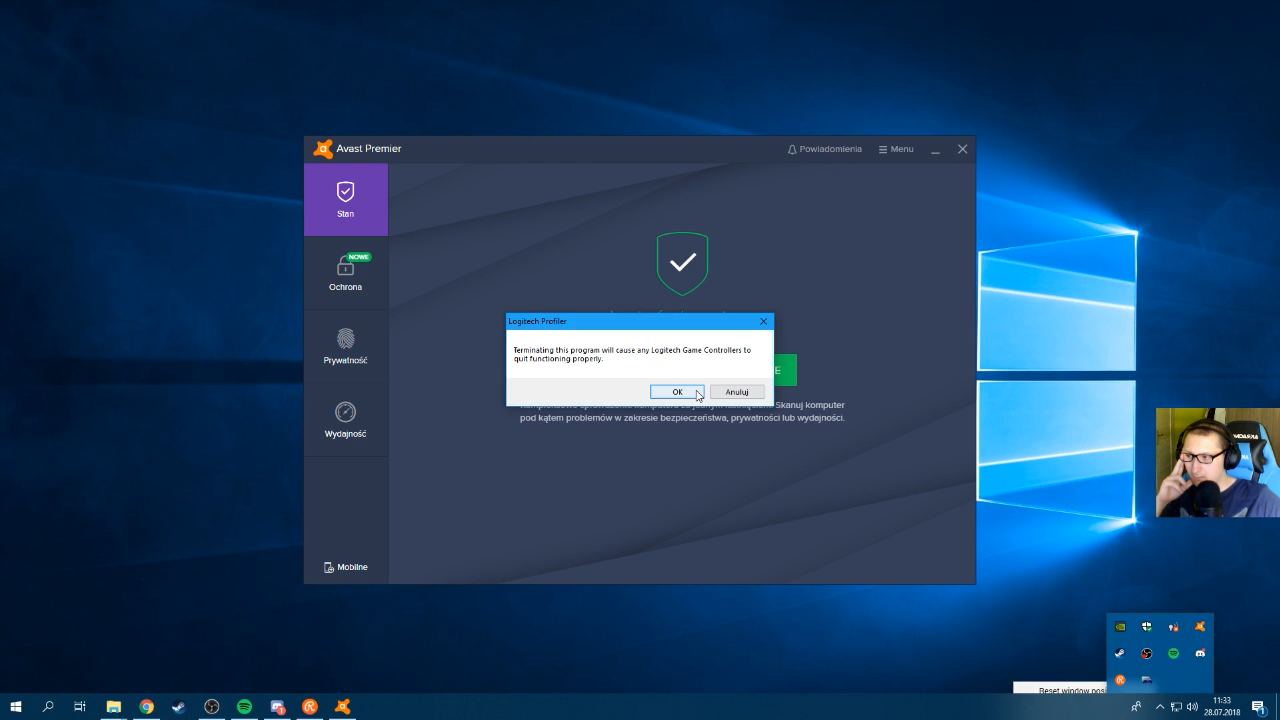 Avast Premier
Powiadomienia
Menu
Stan
NOWE
Ochrona
Prywatność
Wydajność
Mobilne
Logitech Profiler
Terminating this program will cause any Logitech Game Controllers to
quit functioning properly.
OK
Anuluj
E
Skanuj komputer
pod kątem problemów w zakresie bezpieczeństwa, prywatności lub wydajności.
Reset window posi
11:33
28.07.2018